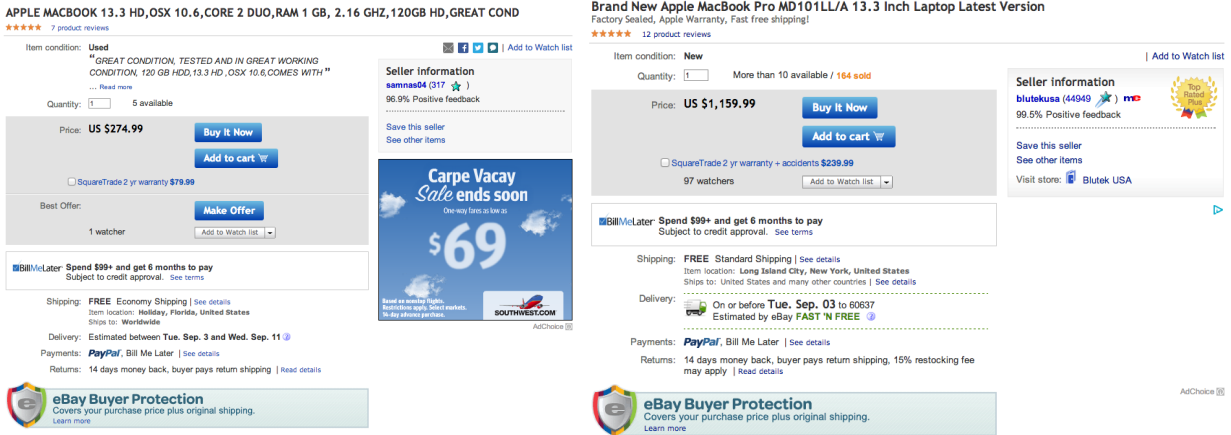 APPLE MACBOOK 13.3 HD,OSX 10.6,CORE 2 DUO,RAM 1 GB, 2.16 GHZ,120GB HD,GREAT COND
7 product reviews
Item condition: Used
“GREAT CONDITION, TESTED AND IN GREAT WORKING
CONDITION, 120 GB HDD,13.3 HD ,OSX 10.6,COMES WITH ”
... Read more
Quantity: 1 5 available
Price: US $274.99
Buy It Now
Add to cart
SquareTrade 2 yr warranty $79.99
Best Offer:
Make Offer
1 watcher
Add to Watch list
BillMeLater Spend $99+ and get 6 months to pay
Subject to credit approval. See terms
Shipping: FREE Economy Shipping | See details
Item location: Holiday, Florida, United States
Ships to: Worldwide
Delivery: Estimated between Tue. Sep. 3 and Wed. Sep. 11
Payments: PayPal, Bill Me Later | See details
Returns: 14 days money back, buyer pays return shipping | Read details
eBay Buyer Protection
Covers your purchase price plus original shipping.
Learn more
| Add to Watch list
Seller information
samnas04 (317 )
96.9% Positive feedback
Save this seller
See other items
Carpe Vacay
Sale ends soon
One-way fares as low as
$69
Based on nonstop flights.
Restrictions apply. Select markets.
14-day advance purchase.
SOUTHWEST.COM
AdChoice
Brand New Apple MacBook Pro MD101LL/A 13.3 Inch Laptop Latest Version
Factory Sealed, Apple Warranty, Fast free shipping!
12 product reviews
Item condition: New
Quantity: 1 More than 10 available / 164 sold
Price: US $1,159.99
Buy It Now
Add to cart
SquareTrade 2 yr warranty + accidents $239.99
97 watchers
Add to Watch list
BillMeLater Spend $99+ and get 6 months to pay
Subject to credit approval. See terms
Shipping: FREE Standard Shipping | See details
Item location: Long Island City, New York, United States
Ships to: United States and many other countries | See details
Delivery: On or before Tue. Sep. 03 to 60637
Estimated by eBay FAST 'N FREE
Payments: PayPal, Bill Me Later | See details
Returns: 14 days money back, buyer pays return shipping, 15% restocking fee
may apply | Read details
eBay Buyer Protection
Covers your purchase price plus original shipping.
Learn more
| Add to Watch list
Seller information
blutekusa (44949 ) me
99.5% Positive feedback
Top
Rated
Plus
Save this seller
See other items
Visit store: Blutek USA
AdChoice